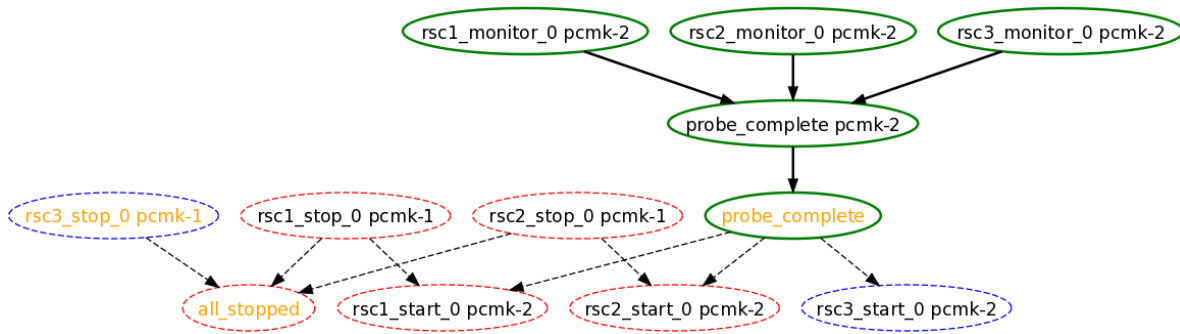 rsc1_monitor_0 pcmk-2
rsc2_monitor_0 pcmk-2
rsc3_monitor_0 pcmk-2
probe_complete pcmk-2
rsc3_stop_0 pcmk-1
rsc1_stop_0 pcmk-1
rsc2_stop_0 pcmk-1
probe_complete
all_stopped
rsc1_start_0 pcmk-2
rsc2_start_0 pcmk-2
rsc3_start_0 pcmk-2